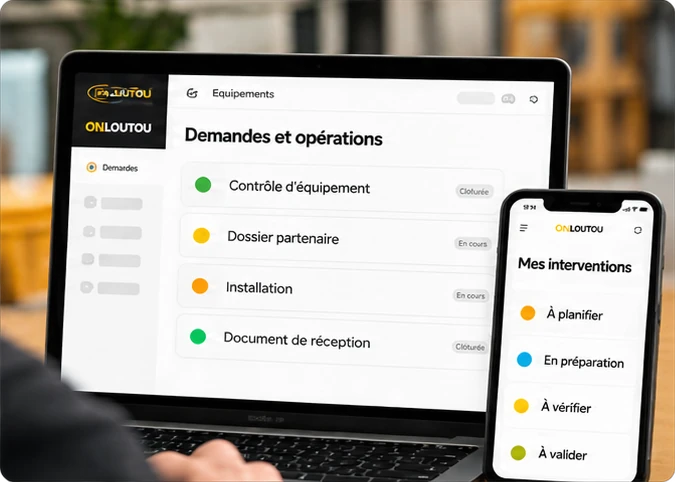 ONLOUTOU
Demandes
Equipements
Demandes et opérations
Contrôle d'équipement
Cloturée
Dossier partenaire
En cours
Installation
En cours
Document de réception
Clôturée
ONLOUTOU
Mes interventions
À planifier
En préparation
À vérifier
À valider